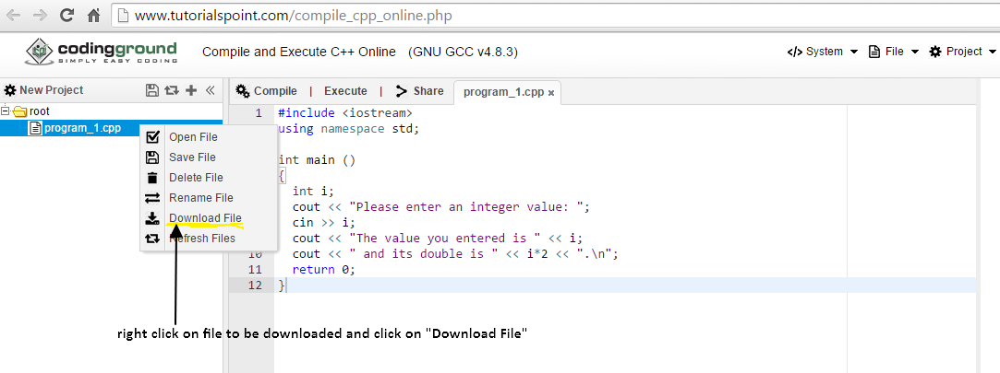 www.tutorialspoint.com/compile_cpp_online.php
codingground
SIMPLY EASY CODING
Compile and Execute C++ Online (GNU GCC v4.8.3)
</> System File Project
New Project
Compile | Execute | Share program_1.cpp ×
root
program_1.cpp
Open File
Save File
Delete File
Rename File
Download File
Refresh Files
1 #include <iostream>
using namespace std;
int main ()
{
int i;
cout << "Please enter an integer value: ";
cin >> i;
cout << "The value you entered is " << i;
10 cout << " and its double is " << i*2 << ".\n";
11 return 0;
12 }
right click on file to be downloaded and click on "Download File"